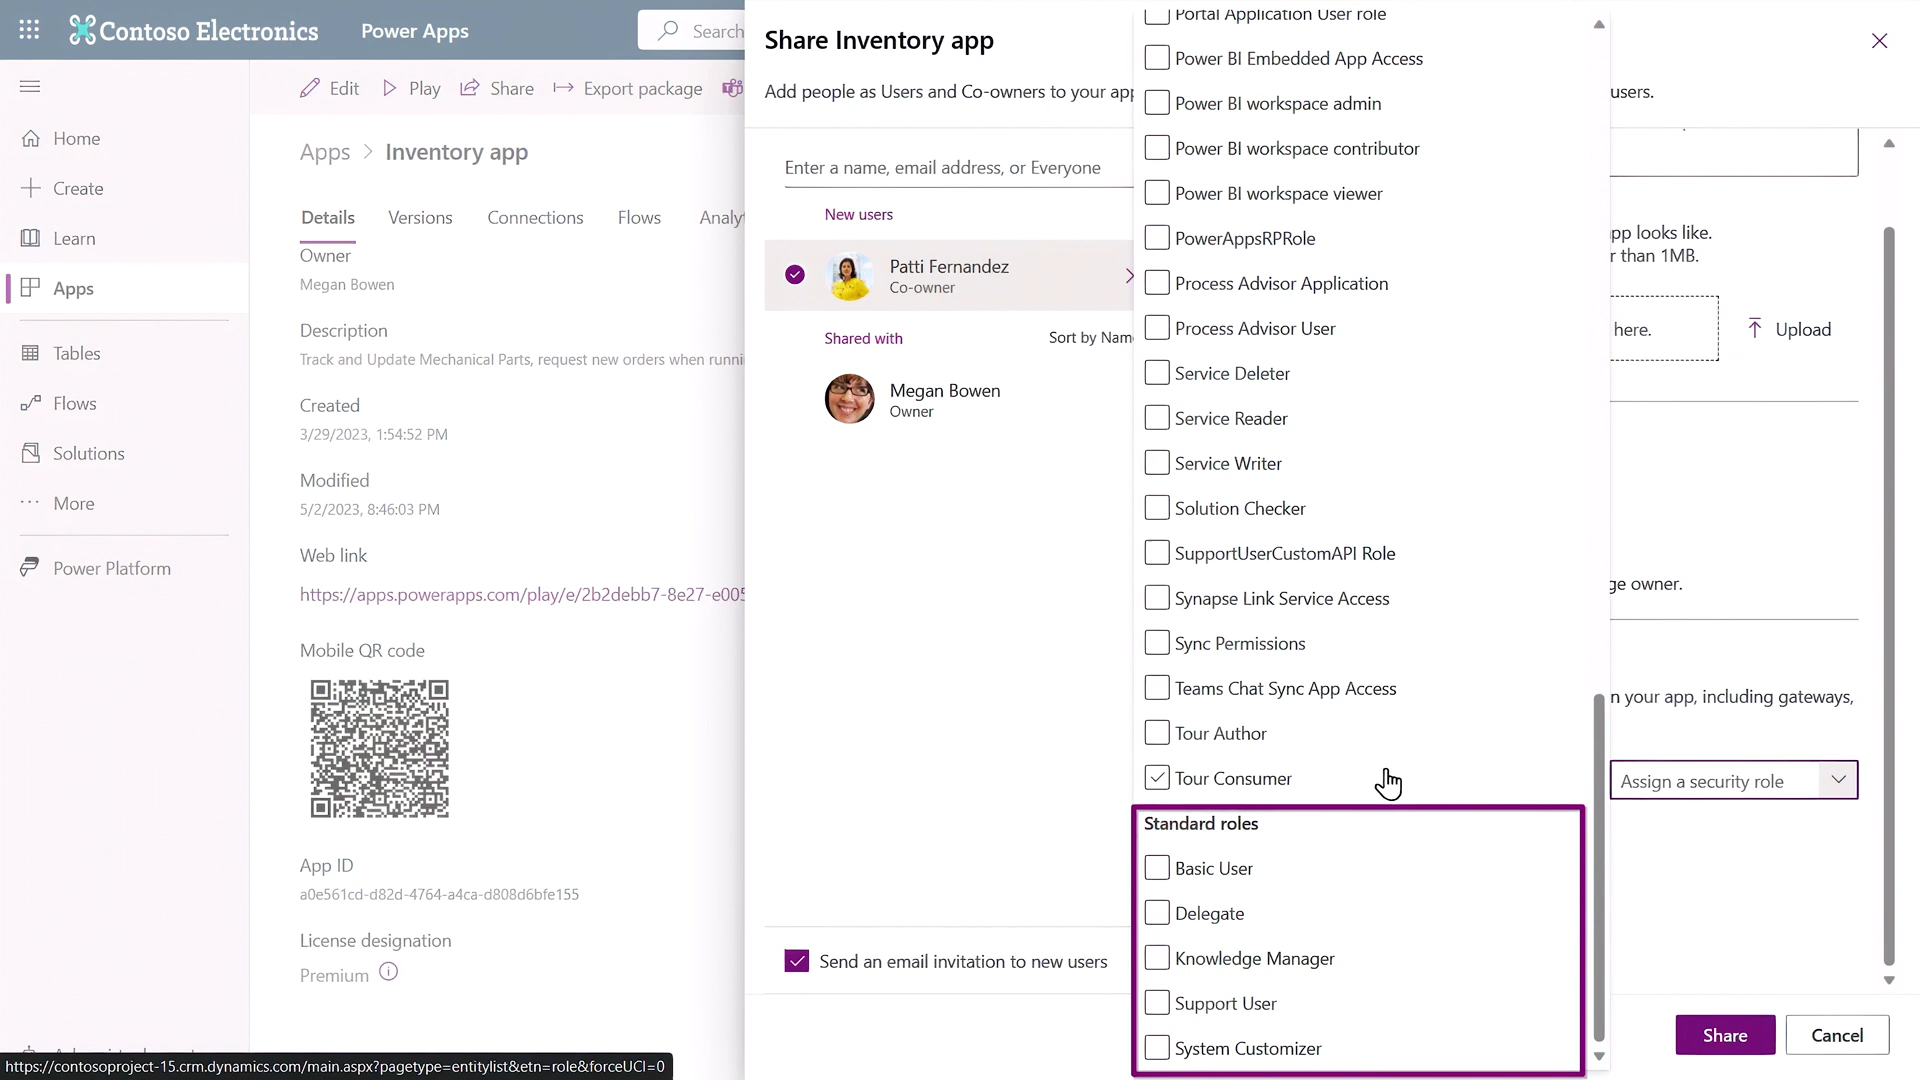 Contoso Electronics
Power Apps
Search
Home
Create
Learn
Apps
Tables
Flows
Solutions
More
Power Platform
Edit
Play
Share
Export package
Apps > Inventory app
Details
Versions
Connections
Flows
Owner
Megan Bowen
Description
Track and Update Mechanical Parts, request new orders when runni
Created
3/29/2023, 1:54:52 PM
Modified
5/2/2023, 8:46:03 PM
Web link
https://apps.powerapps.com/play/e/2b2debb7-8e27-e005
Mobile QR code
App ID
a0e561cd-d82d-4764-a4ca-d808d6bfe155
License designation
Premium
https://contosoproject-15.crm.dynamics.com/main.aspx?pagetype=entitylist&etn=role&forceUCI=0
Share Inventory app
Add people as Users and Co-owners to your app
users.
Enter a name, email address, or Everyone
New users
Patti Fernandez
Co-owner
Shared with
Sort by Nam
Megan Bowen
Owner
Send an email invitation to new users
Portal Application User role
Power BI Embedded App Access
Power BI workspace admin
Power BI workspace contributor
Power BI workspace viewer
PowerAppsRPRole
Process Advisor Application
Process Advisor User
Service Deleter
Service Reader
Service Writer
Solution Checker
SupportUserCustomAPI Role
Synapse Link Service Access
Sync Permissions
Teams Chat Sync App Access
Tour Author
Tour Consumer
Standard roles
Basic User
Delegate
Knowledge Manager
Support User
System Customizer
pp looks like.
r than 1MB.
here.
Upload
ge owner.
n your app, including gateways,
Assign a security role
Share
Cancel